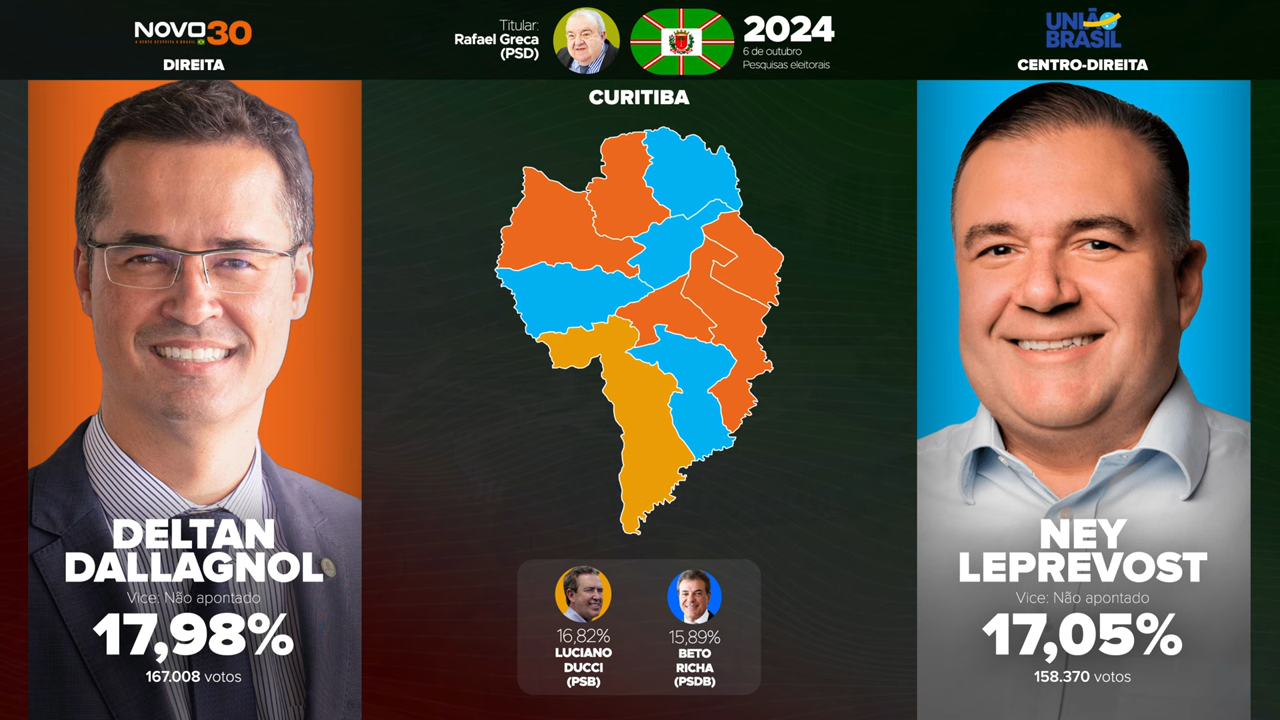 NOVO30
DIREITA
Titular:
Rafael Greca
(PSD)
2024
6 de outubro
Pesquisas eleitorais
UNIÃO
BRASIL
CENTRO-DIREITA
CURITIBA
DELTAN
DALLAGNOL
Vice: Não apontado
17,98%
167.008 votos
16,82%
LUCIANO
DUCCI
(PSB)
15,89%
BETO
RICHA
(PSDB)
NEY
LEPREVOST
Vice: Não apontado
17,05%
158.370 votos